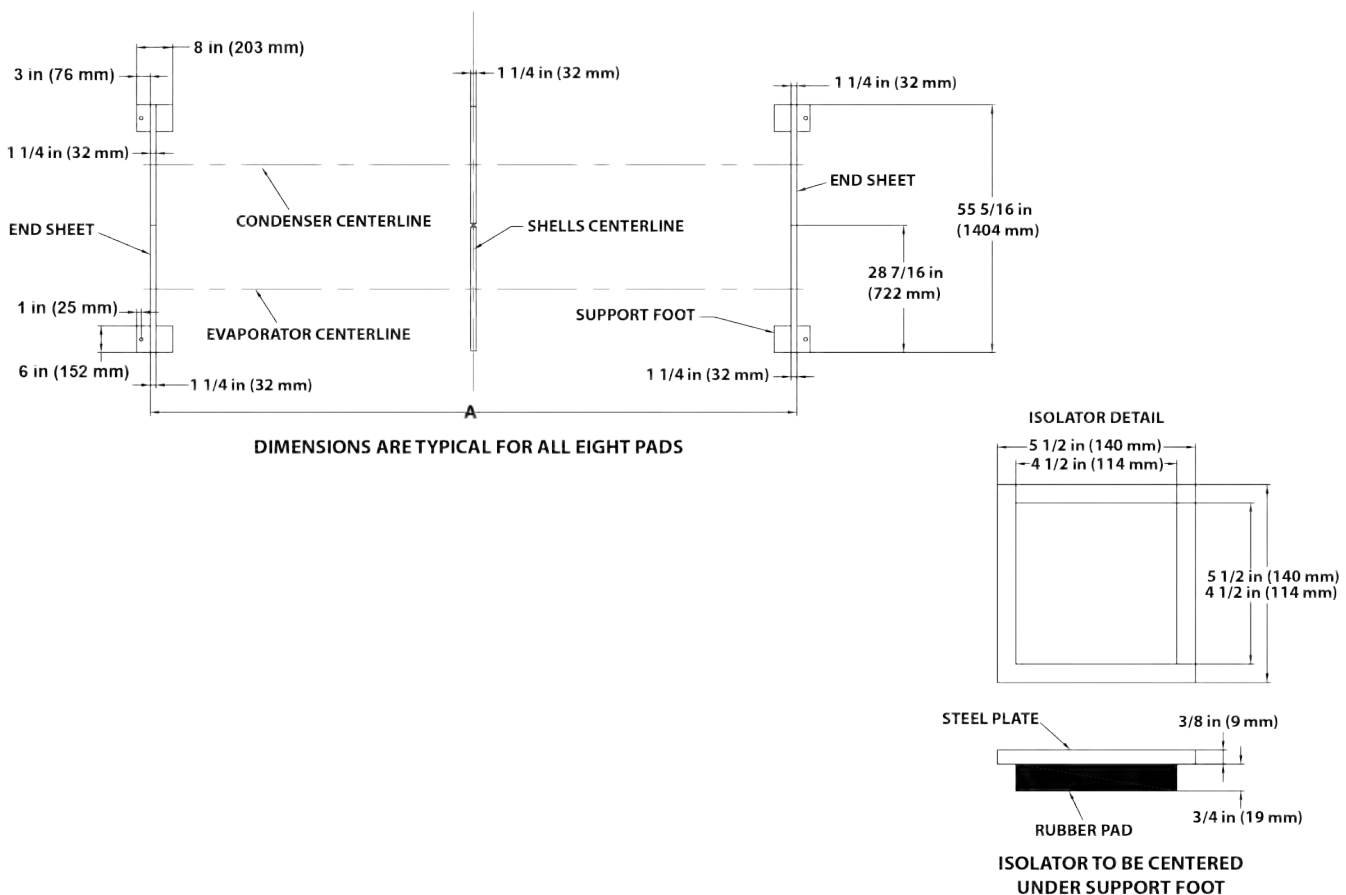 8 in (203 mm)
3 in (76 mm)
1 1/4 in (32 mm)
1 1/4 in (32 mm)
1 1/4 in (32 mm)
CONDENSER CENTERLINE
END SHEET
SHELLS CENTERLINE
END SHEET
55 5/16 in
(1404 mm)
28 7/16 in
(722 mm)
1 in (25 mm)
EVAPORATOR CENTERLINE
SUPPORT FOOT
6 in (152 mm)
1 1/4 in (32 mm)
1 1/4 in (32 mm)
A
DIMENSIONS ARE TYPICAL FOR ALL EIGHT PADS
ISOLATOR DETAIL
5 1/2 in (140 mm)
4 1/2 in (114 mm)
5 1/2 in (140 mm)
4 1/2 in (114 mm)
STEEL PLATE
3/8 in (9 mm)
3/4 in (19 mm)
RUBBER PAD
ISOLATOR TO BE CENTERED
UNDER SUPPORT FOOT